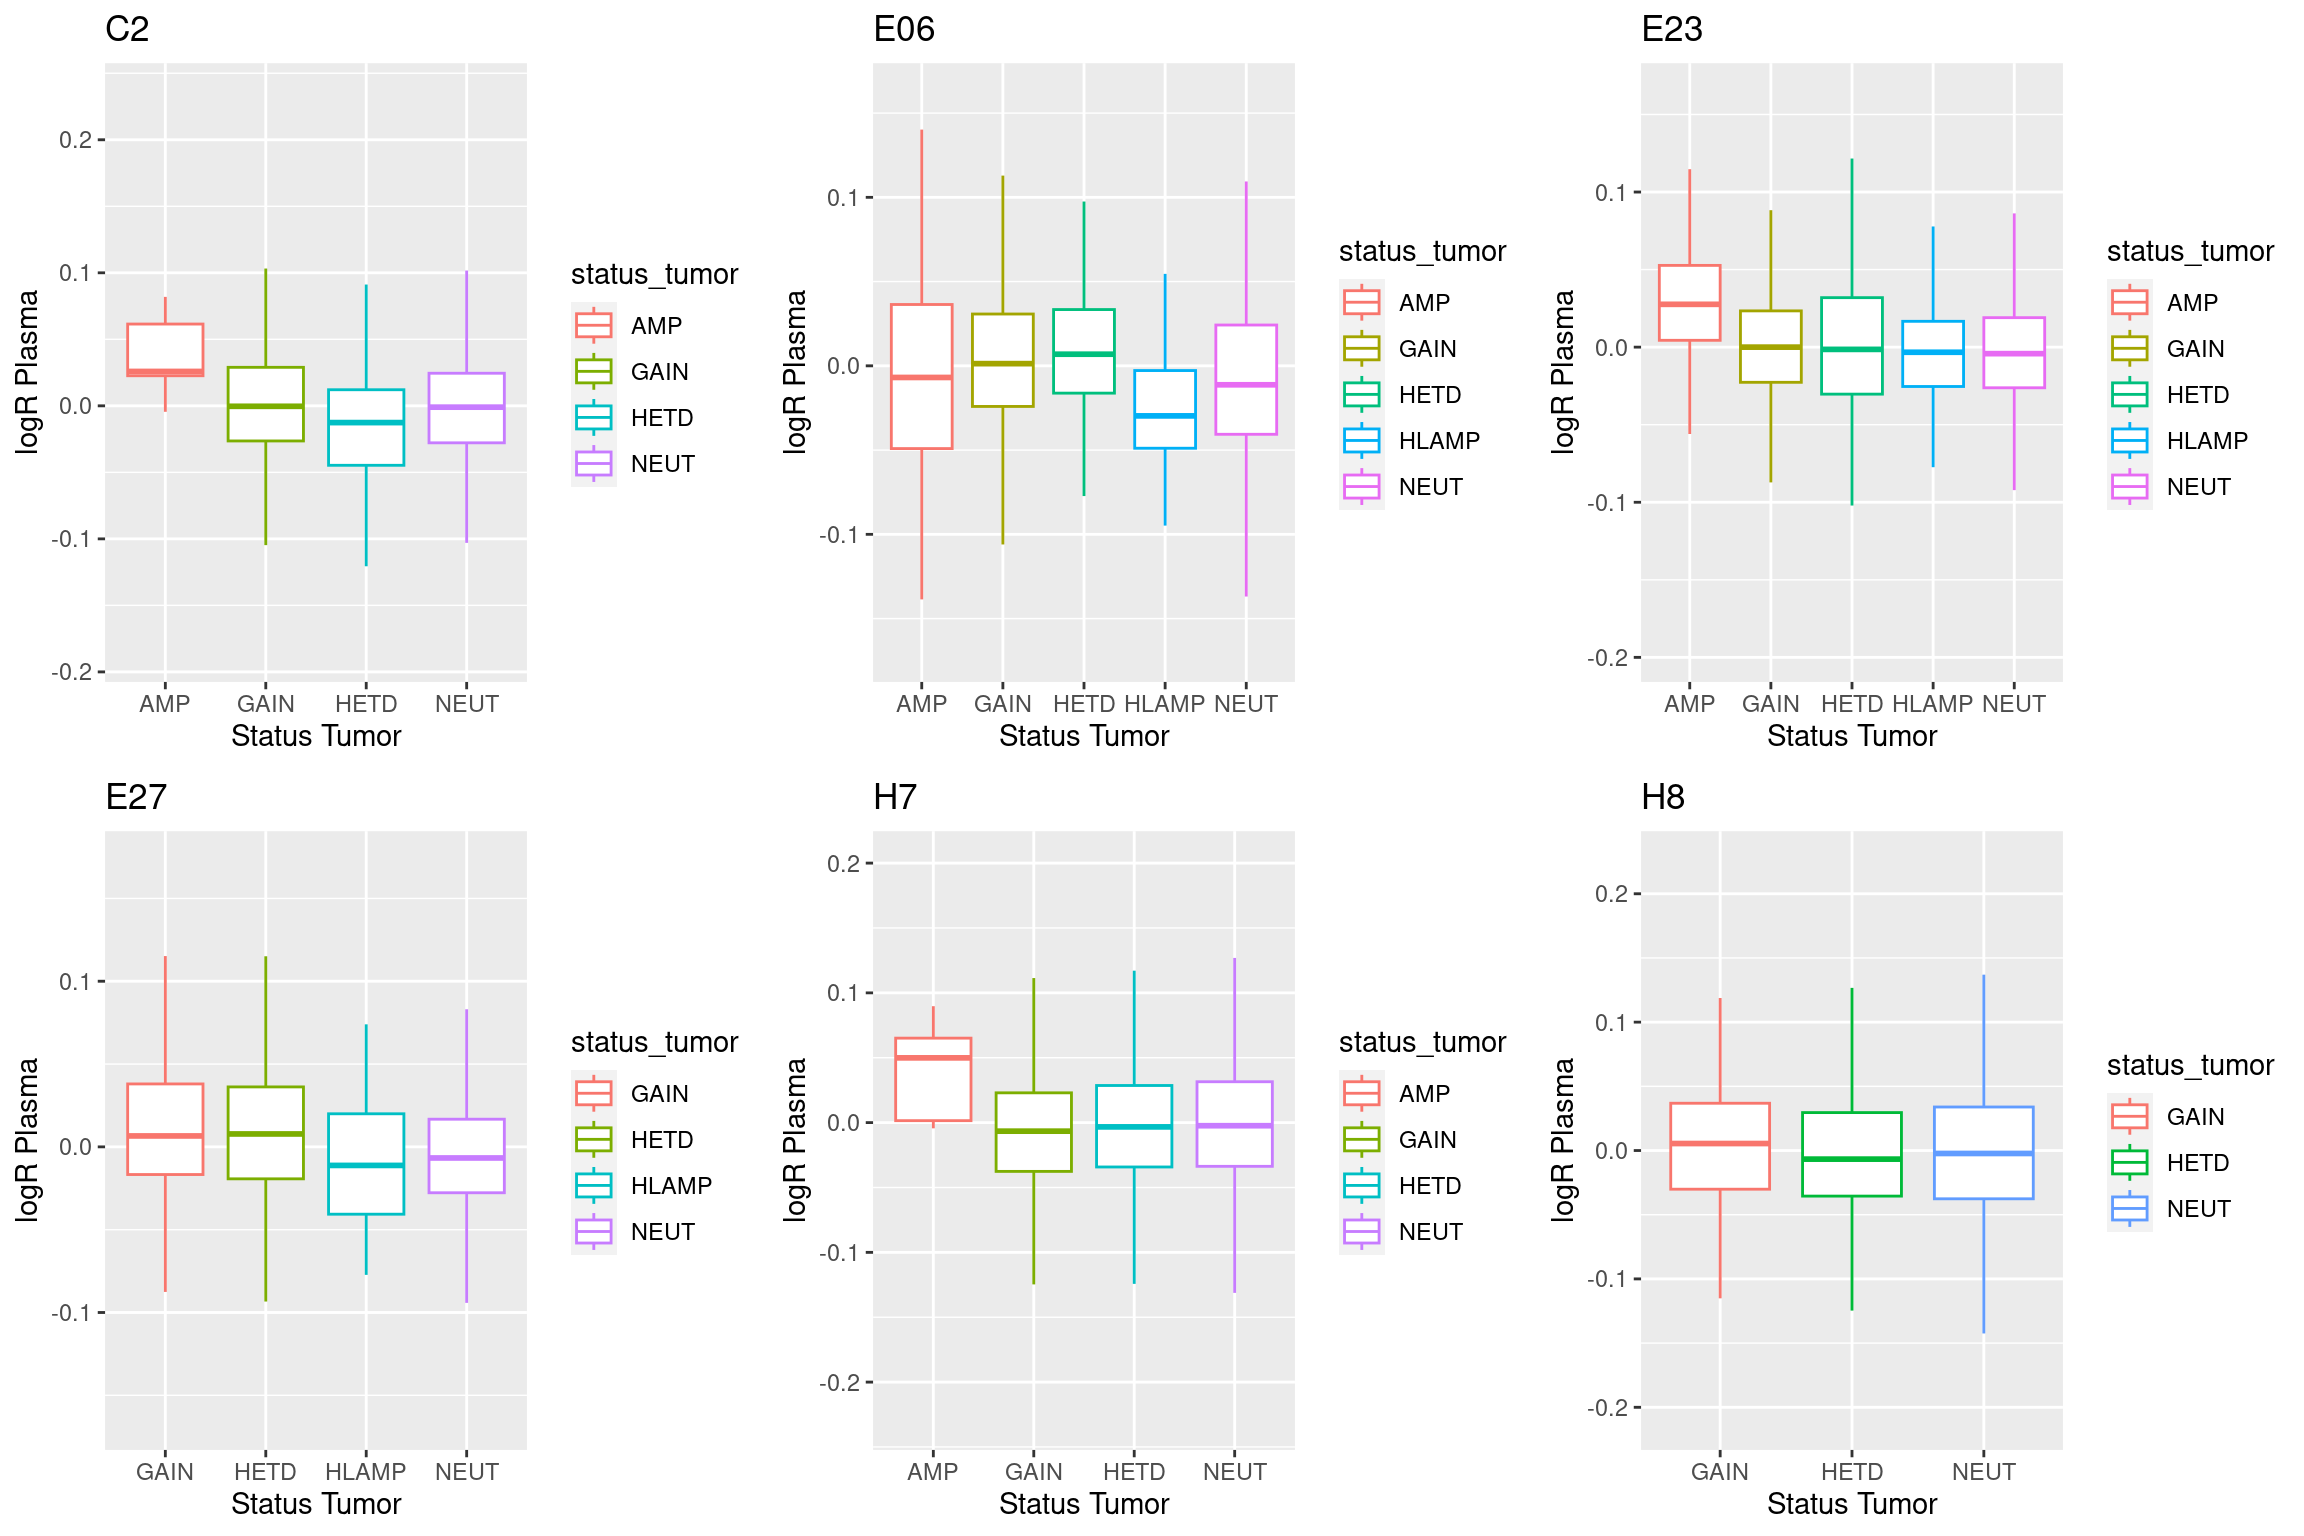 C2
0.2
0.1
0.0
-0.1
-0.2
logR Plasma
AMP GAIN HETD NEUT
Status Tumor
status_tumor
AMP
GAIN
HETD
NEUT
E06
0.1
0.0
-0.1
logR Plasma
AMP GAIN HETD HLAMP NEUT
Status Tumor
status_tumor
AMP
GAIN
HETD
HLAMP
NEUT
E23
0.1
0.0
-0.1
-0.2
logR Plasma
AMP GAIN HETD HLAMP NEUT
Status Tumor
status_tumor
AMP
GAIN
HETD
HLAMP
NEUT
E27
0.1
0.0
-0.1
logR Plasma
GAIN HETD HLAMP NEUT
Status Tumor
status_tumor
GAIN
HETD
HLAMP
NEUT
H7
0.2
0.1
0.0
-0.1
-0.2
logR Plasma
AMP GAIN HETD NEUT
Status Tumor
status_tumor
AMP
GAIN
HETD
NEUT
H8
0.2
0.1
0.0
-0.1
-0.2
logR Plasma
GAIN HETD NEUT
Status Tumor
status_tumor
GAIN
HETD
NEUT